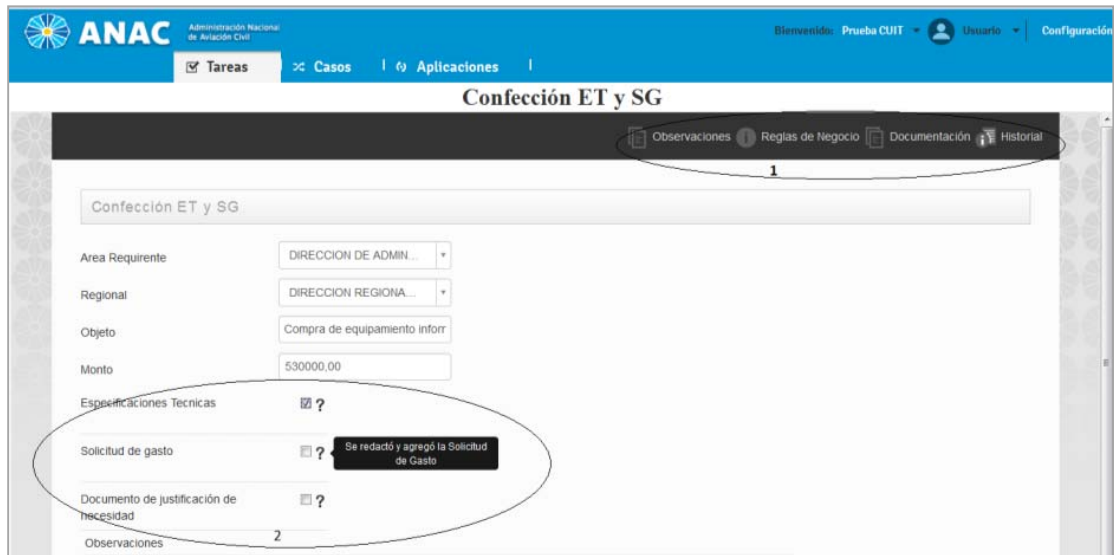 ANAC Administración Nacional
de Aviación Civil
Bienvenido: Prueba CUIT Usuario Configuración
Tareas Casos Aplicaciones
Confección ET y SG
Observaciones Reglas de Negocio Documentación Historial
1
Confección ET y SG
Area Requirente DIRECCION DE ADMIN...
Regional DIRECCION REGIONA...
Objeto Compra de equipamiento inforr
Monto 530000,00
Especificaciones Tecnicas ?
Solicitud de gasto ? Se redactó y agregó la Solicitud
de Gasto
Documento de justificación de
necesidad ?
Observaciones
2